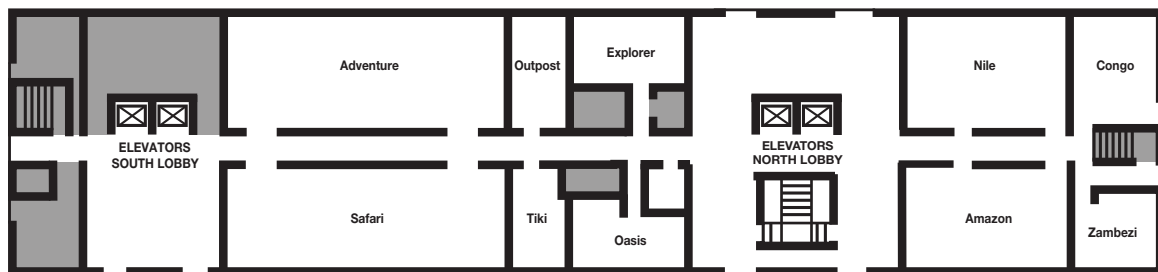 Adventure
Outpost
Explorer
Nile
Congo
ELEVATORS
SOUTH LOBBY
ELEVATORS
NORTH LOBBY
Safari
Tiki
Oasis
Amazon
Zambezi